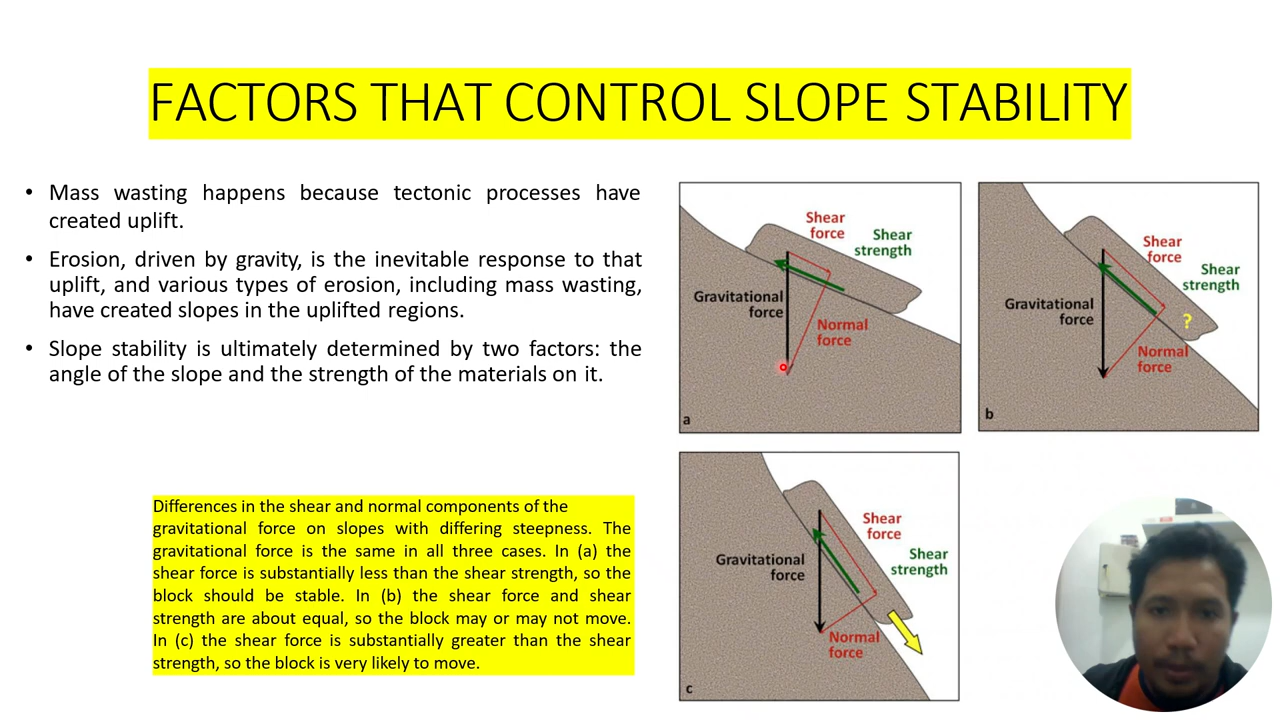 FACTORS THAT CONTROL SLOPE STABILITY
• Mass wasting happens because tectonic processes have
created uplift.
• Erosion, driven by gravity, is the inevitable response to that
uplift, and various types of erosion, including mass wasting,
have created slopes in the uplifted regions.
• Slope stability is ultimately determined by two factors: the
angle of the slope and the strength of the materials on it.
Differences in the shear and normal components of the
gravitational force on slopes with differing steepness. The
gravitational force is the same in all three cases. In (a) the
shear force is substantially less than the shear strength, so the
block should be stable. In (b) the shear force and shear
strength are about equal, so the block may or may not move.
In (c) the shear force is substantially greater than the shear
strength, so the block is very likely to move.
Shear
force
Shear
strength
Gravitational
force
Normal
force
a
Shear
force
Shear
strength
Gravitational
force
?
Normal
force
b
Shear
force
Shear
strength
Gravitational
force
Normal
force
c